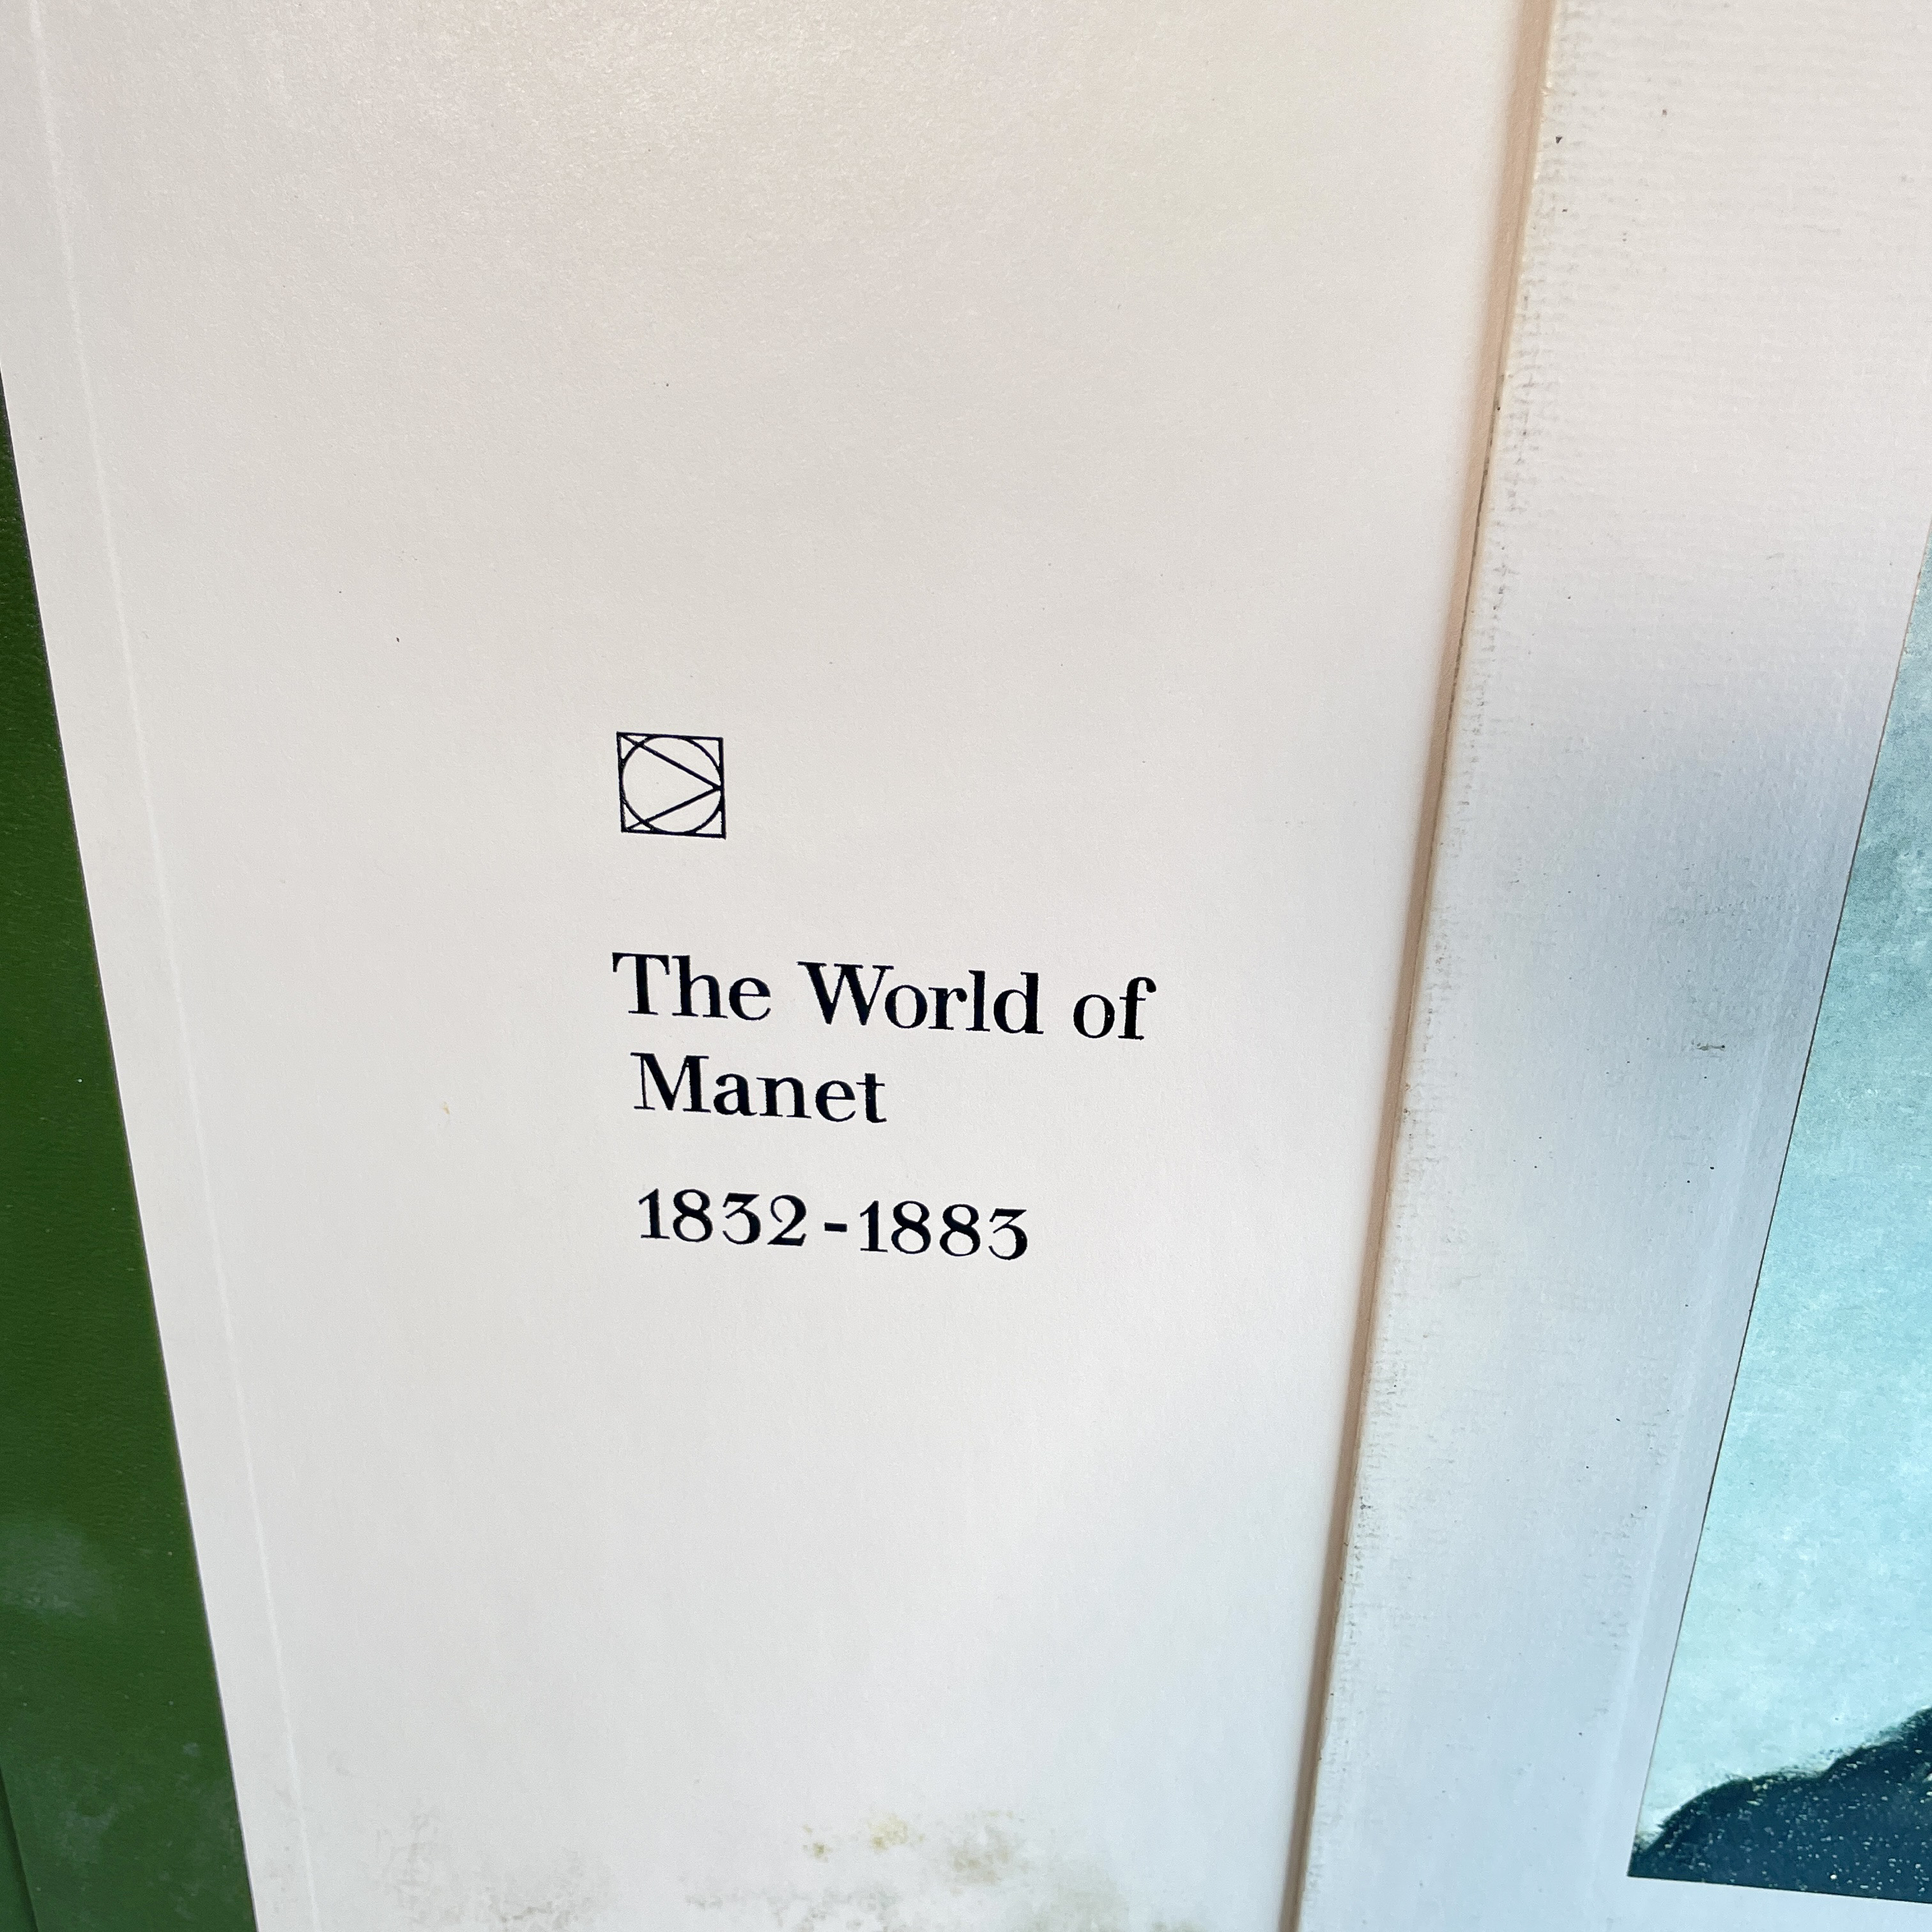 The World of
Manet
1832-1883